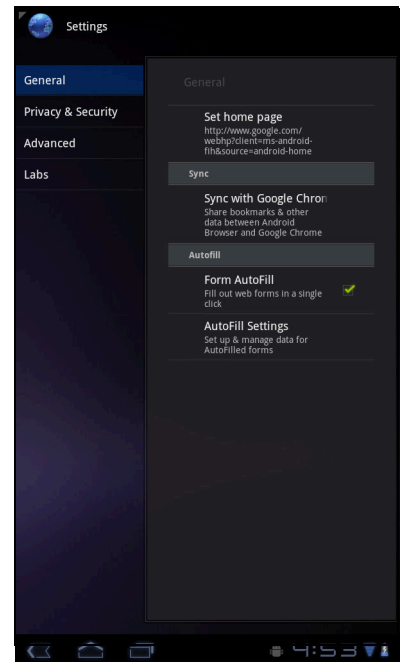 Settings
General
Privacy & Security
Advanced
Labs
General
Set home page
http://www.google.com/
webhp?client=ms-android-
fih&source=android-home
Sync
Sync with Google Chron
Share bookmarks & other
data between Android
Browser and Google Chrome
Autofill
Form AutoFill
Fill out web forms in a single
click
AutoFill Settings
Set up & manage data for
AutoFilled forms
4:53